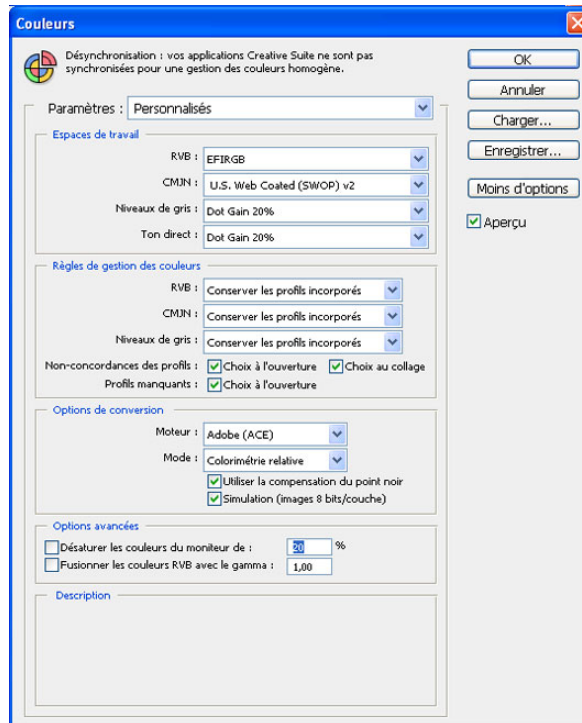 Couleurs
Désynchronisation : vos applications Creative Suite ne sont pas
synchronisées pour une gestion des couleurs homogène.
OK
Annuler
Charger...
Enregistrer...
Moins d'options
Aperçu
Paramètres : Personnalisés
Espaces de travail
RVB : EFIRGB
CMJN : U.S. Web Coated (SWOP) v2
Niveaux de gris : Dot Gain 20%
Ton direct : Dot Gain 20%
Règles de gestion des couleurs
RVB : Conserver les profils incorporés
CMJN : Conserver les profils incorporés
Niveaux de gris : Conserver les profils incorporés
Non-concordances des profils : Choix à l'ouverture Choix au collage
Profils manquants : Choix à l'ouverture
Options de conversion
Moteur : Adobe (ACE)
Mode : Colorimétrie relative
Utiliser la compensation du point noir
Simulation (images 8 bits/couche)
Options avancées
Désaturer les couleurs du moniteur de : 20 %
Fusionner les couleurs RVB avec le gamma : 1,00
Description